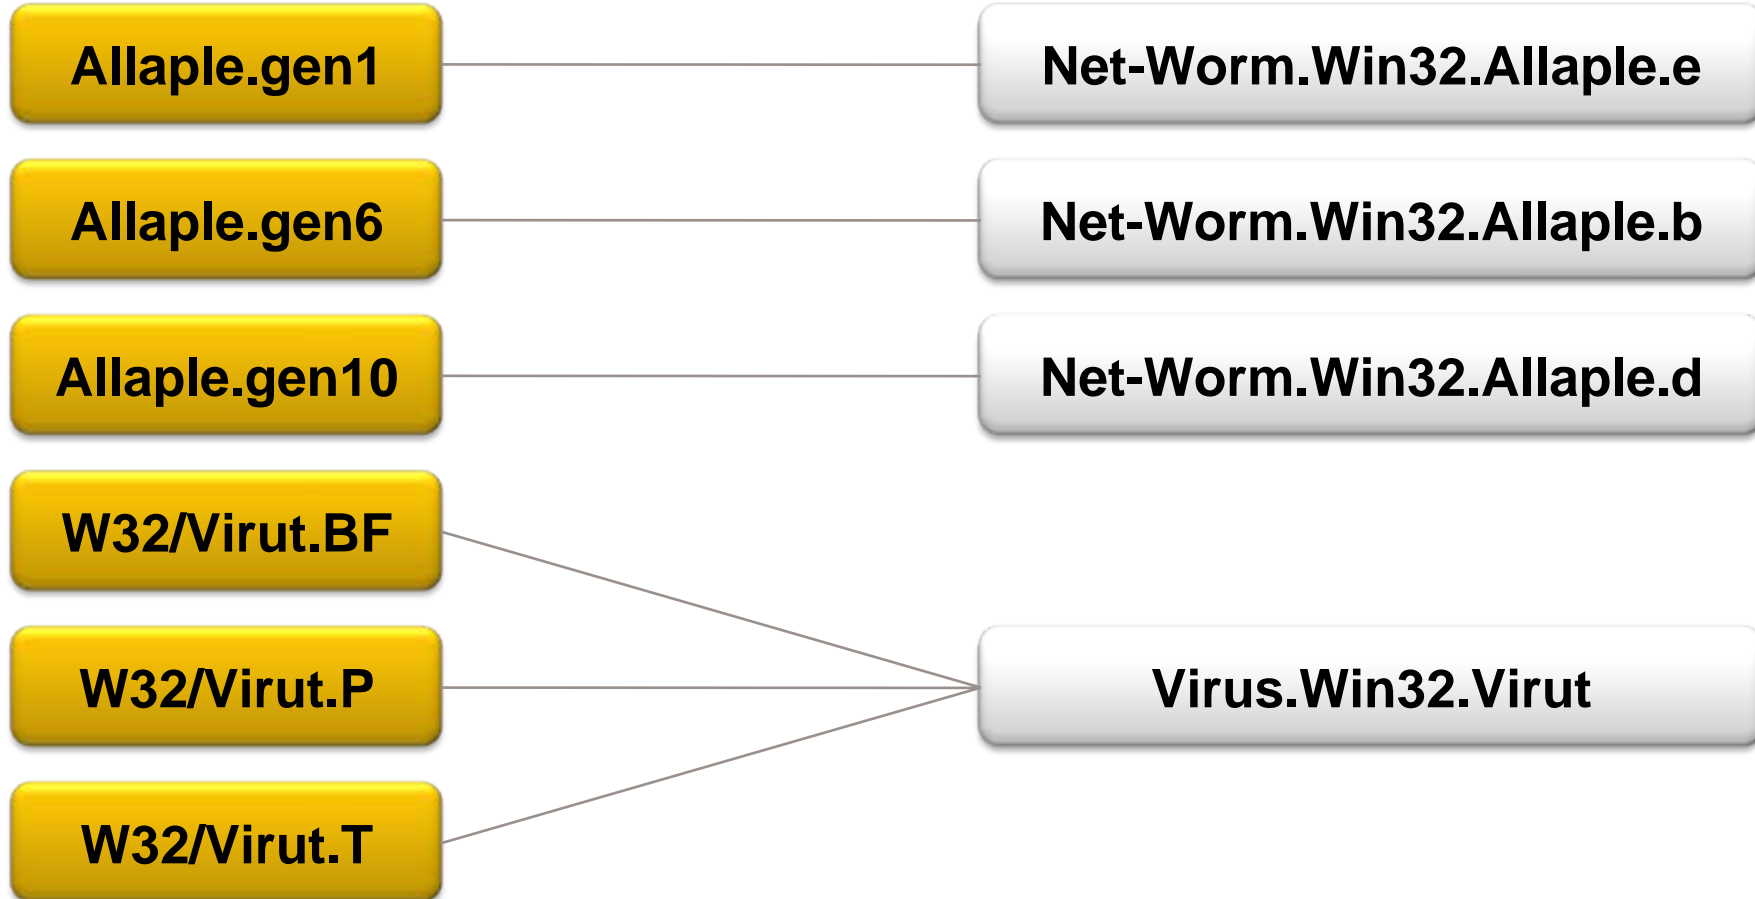 Allaple.gen1
Net-Worm.Win32.Allaple.e
Allaple.gen6
Net-Worm.Win32.Allaple.b
Allaple.gen10
Net-Worm.Win32.Allaple.d
W32/Virut.BF
W32/Virut.P
Virus.Win32.Virut
W32/Virut.T